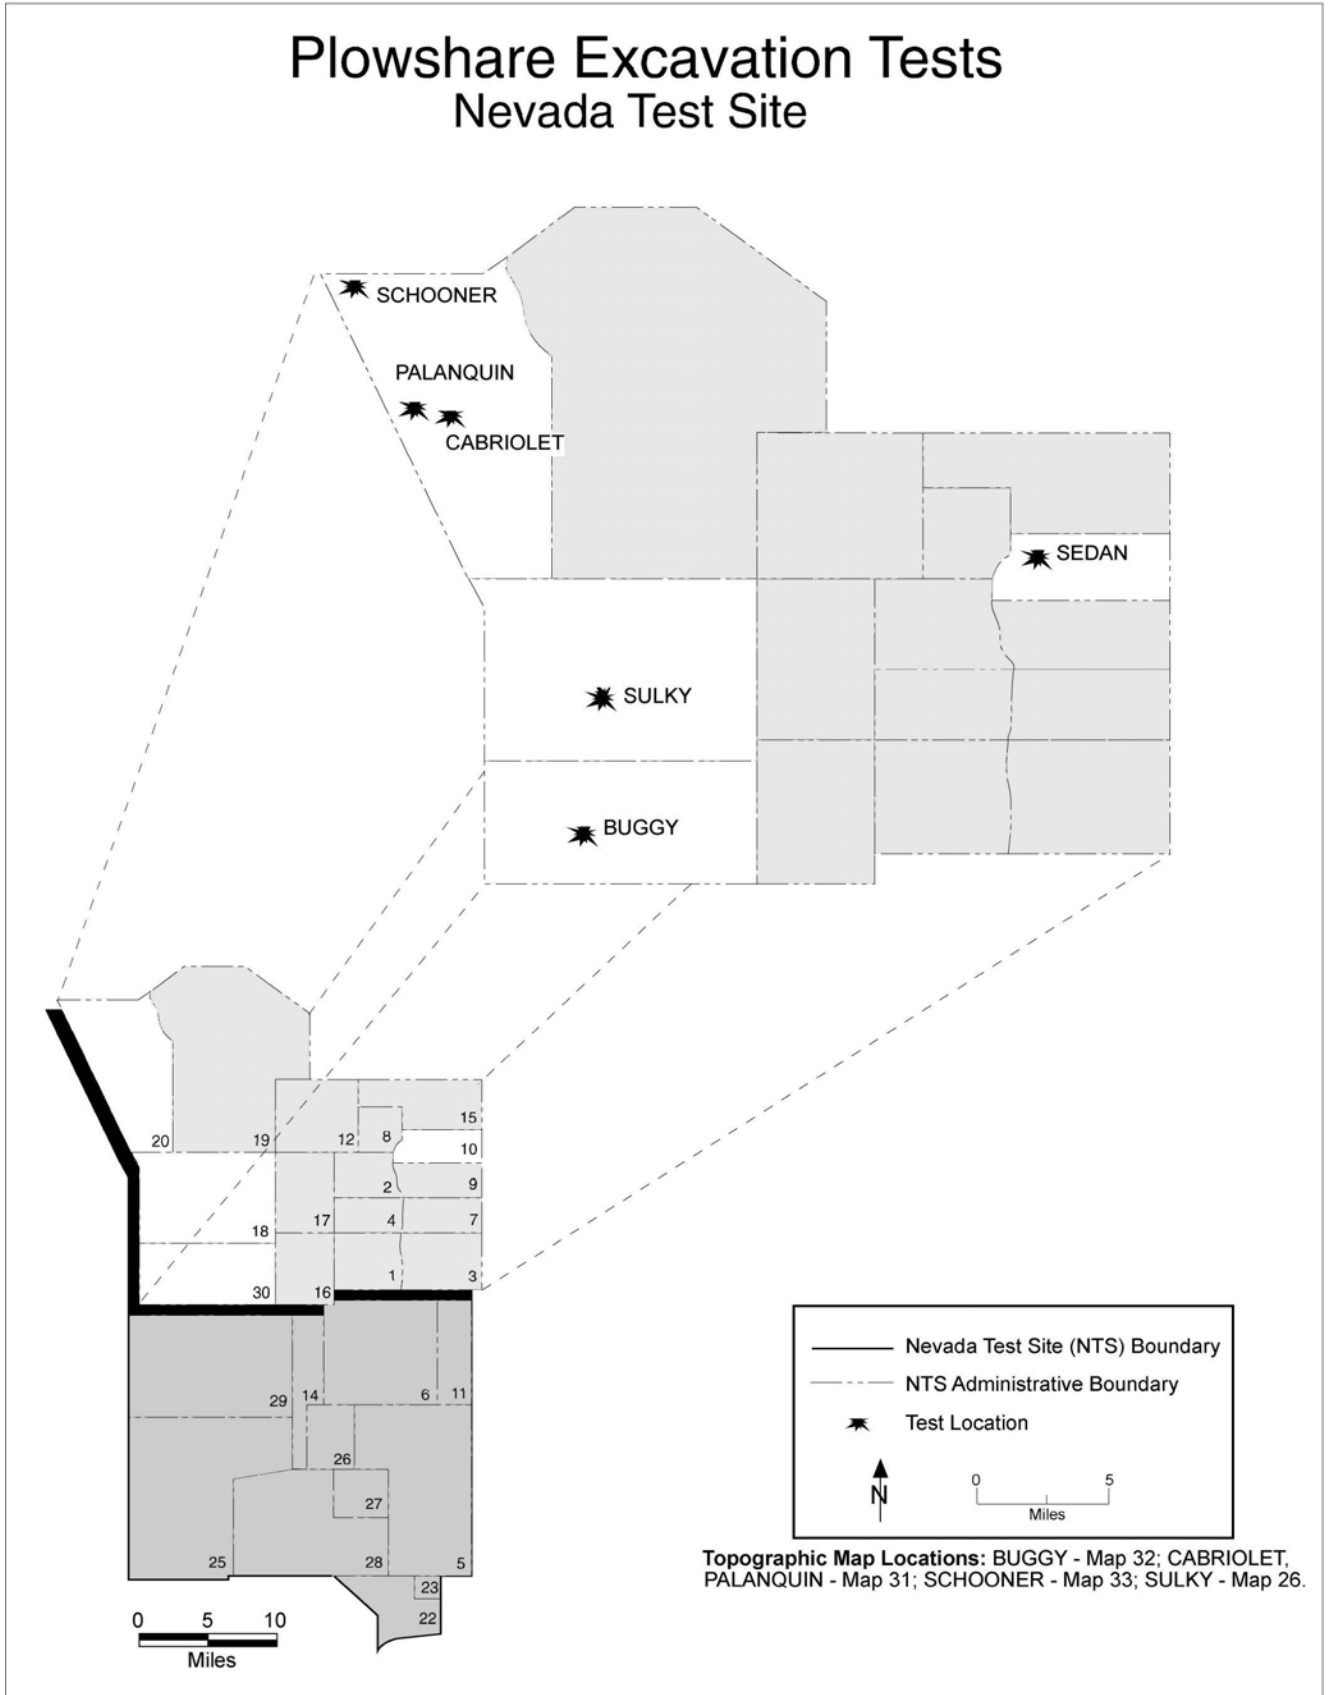 Plowshare Excavation Tests
Nevada Test Site
SCHOONER
PALANQUIN
CABRIOLET
SEDAN
SULKY
BUGGY
15
20
19
12
8
10
2
9
18
17
4
7
30
16
1
3
29
14
6
11
26
27
25
28
5
23
22
0 5 10
Miles
Nevada Test Site (NTS) Boundary
NTS Administrative Boundary
Test Location
N
0 5
Miles
Topographic Map Locations: BUGGY - Map 32; CABRIOLET,
PALANQUIN - Map 31; SCHOONER - Map 33; SULKY - Map 26.